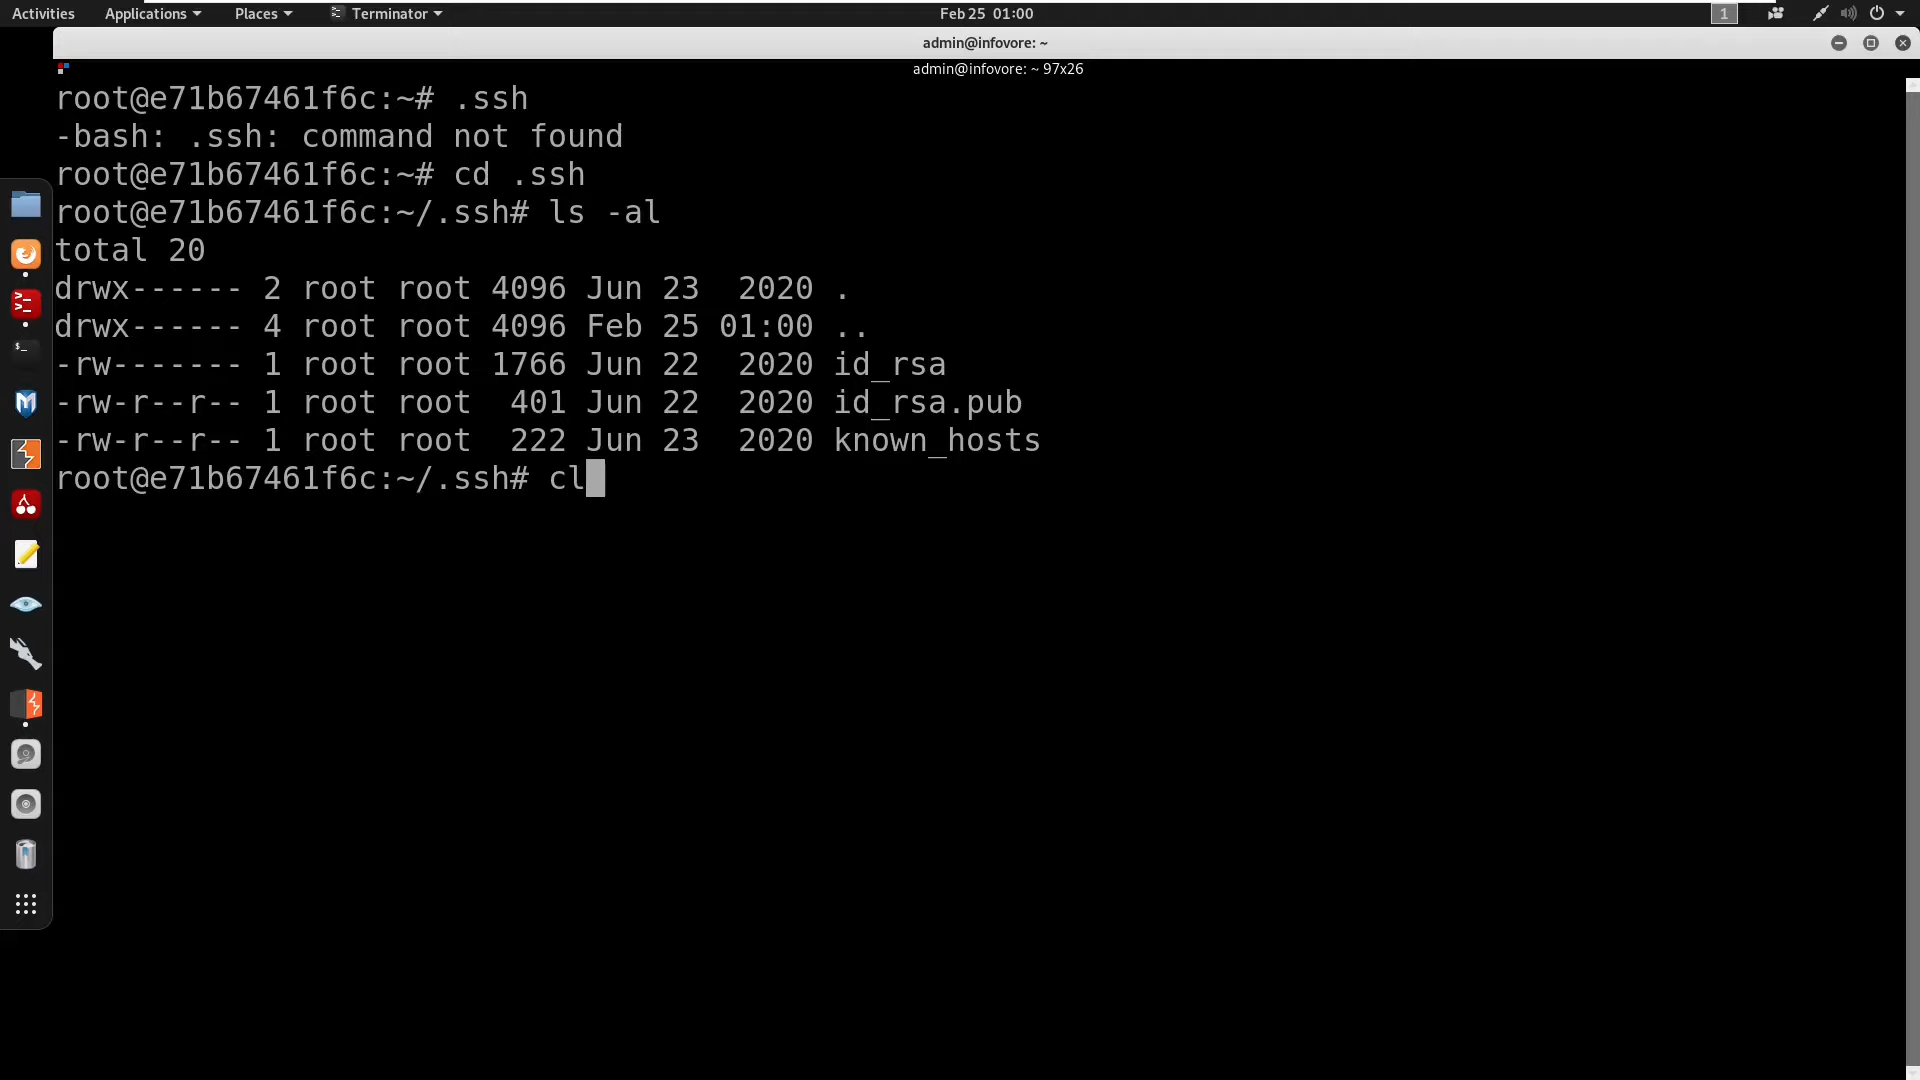 Activities Applications Places Terminator Feb 25 01:00 1
admin@infovore: ~
admin@infovore: ~ 97x26
root@e71b67461f6c:~# .ssh
-bash: .ssh: command not found
root@e71b67461f6c:~# cd .ssh
root@e71b67461f6c:~/.ssh# ls -al
total 20
drwx------ 2 root root 4096 Jun 23  2020 .
drwx------ 4 root root 4096 Feb 25 01:00 ..
-rw------- 1 root root 1766 Jun 22  2020 id_rsa
-rw-r--r-- 1 root root  401 Jun 22  2020 id_rsa.pub
-rw-r--r-- 1 root root  222 Jun 23  2020 known_hosts
root@e71b67461f6c:~/.ssh# cl